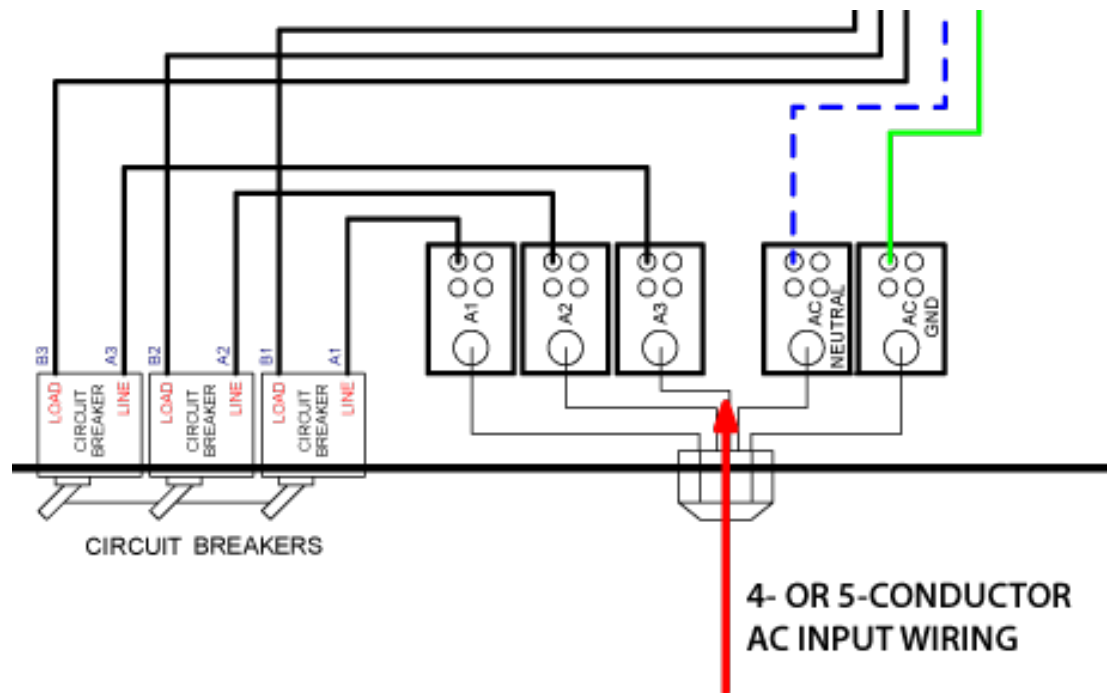 A1
A2
A3
AC
NEUTRAL
AC
GND
B3
A3
B2
A2
B1
A1
LOAD
CIRCUIT
BREAKER
LINE
LOAD
CIRCUIT
BREAKER
LINE
LOAD
CIRCUIT
BREAKER
LINE
CIRCUIT BREAKERS
4- OR 5-CONDUCTOR
AC INPUT WIRING